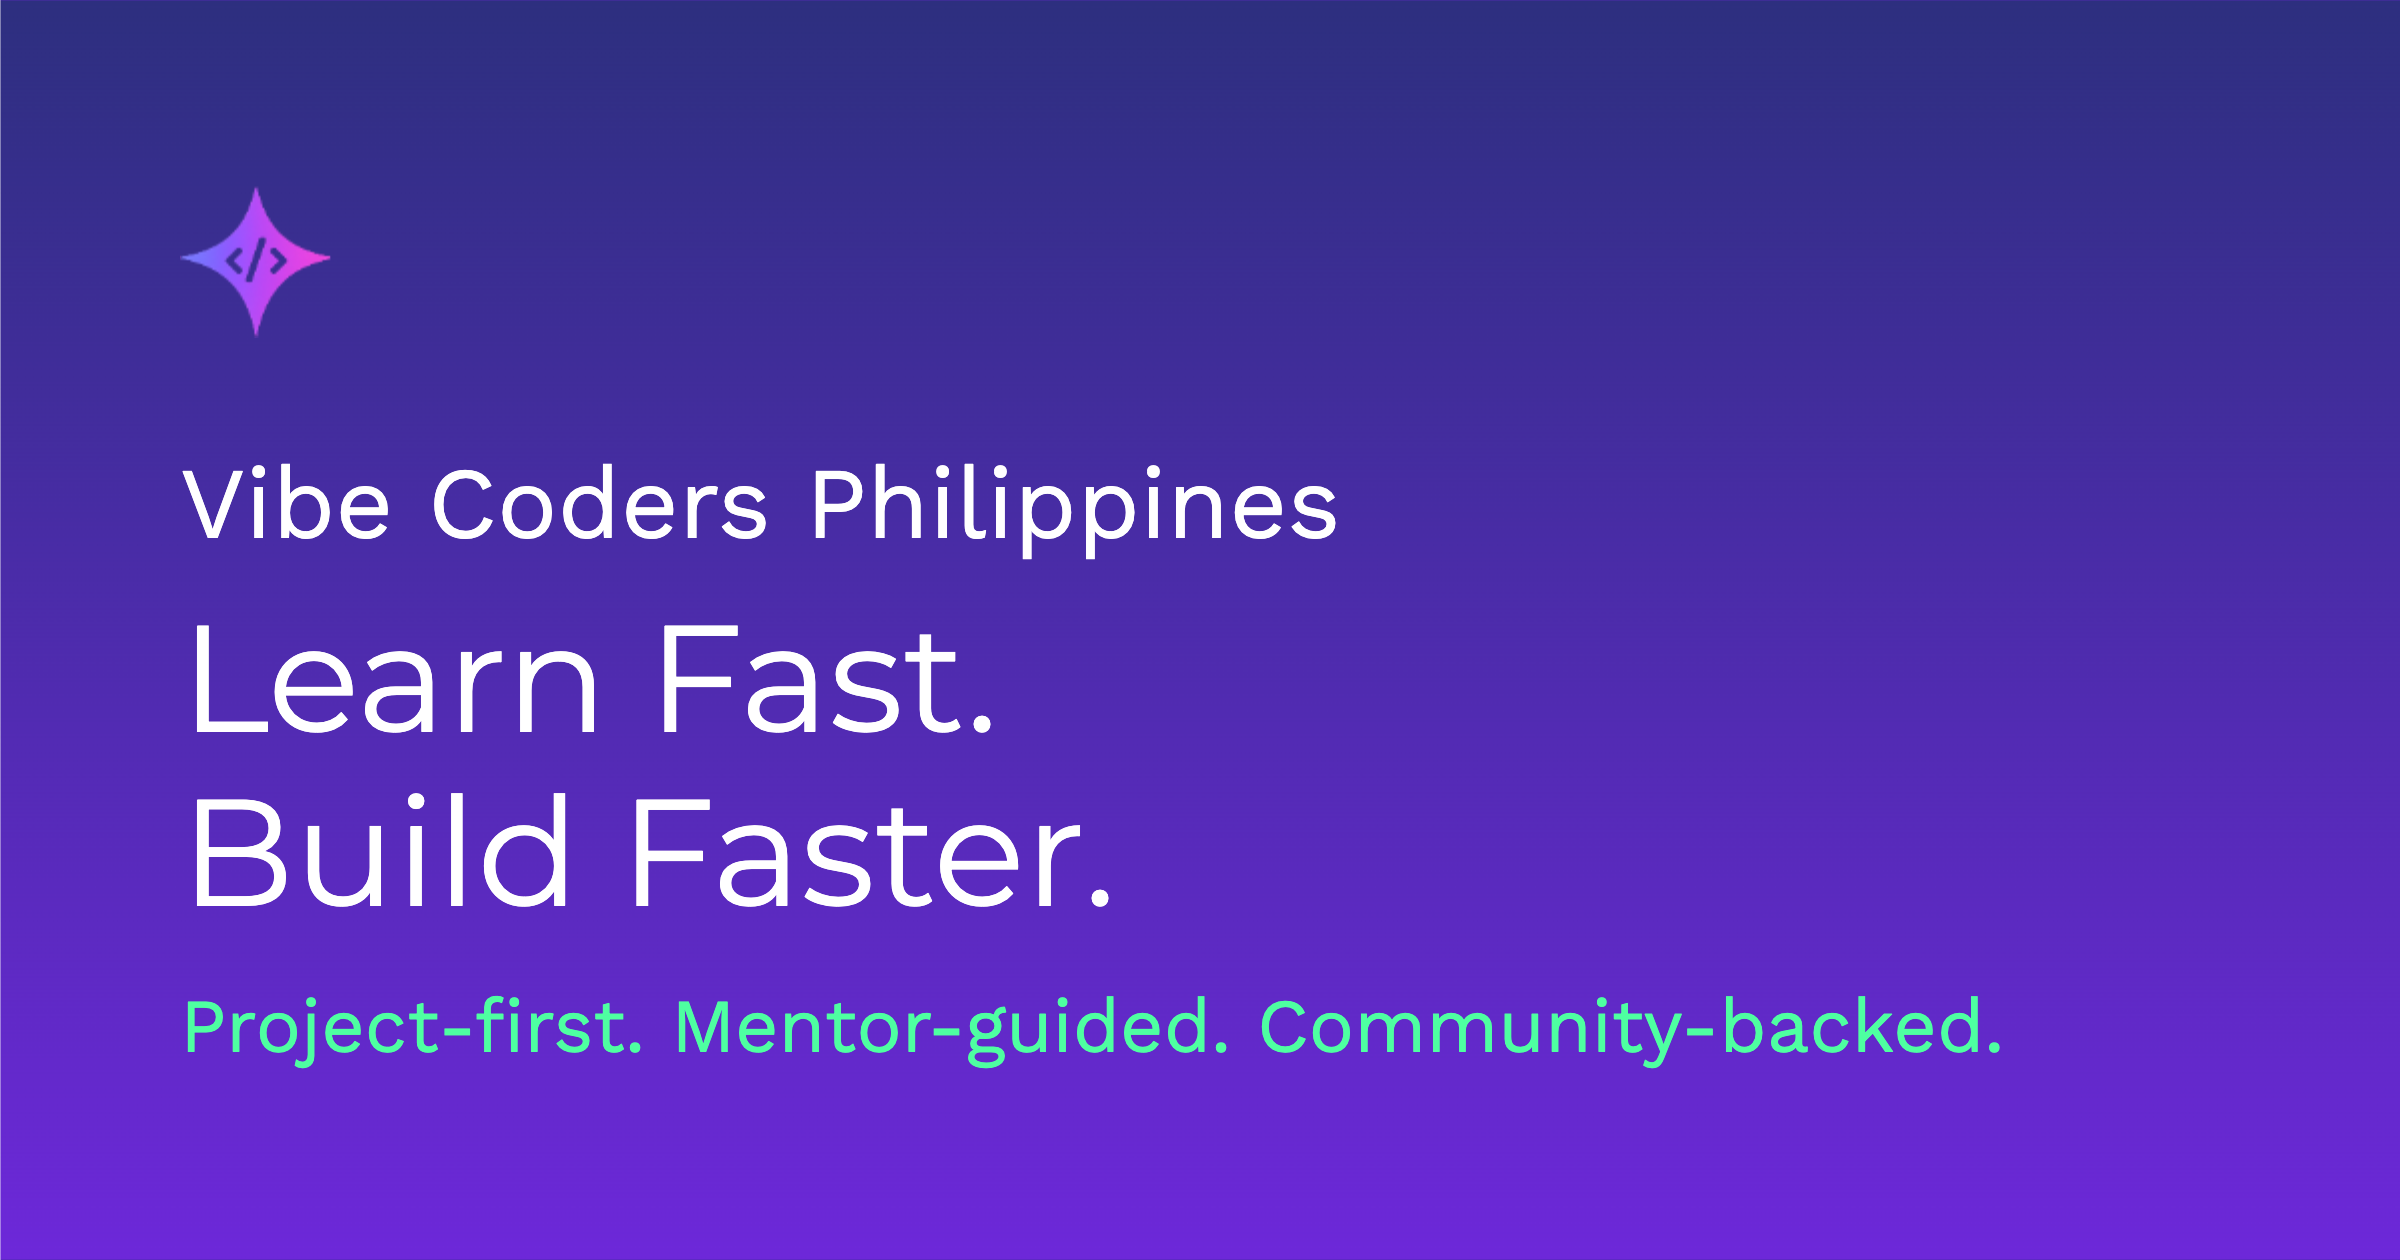 </>
Vibe Coders Philippines
Learn Fast.
Build Faster.
Project-first. Mentor-guided. Community-backed.